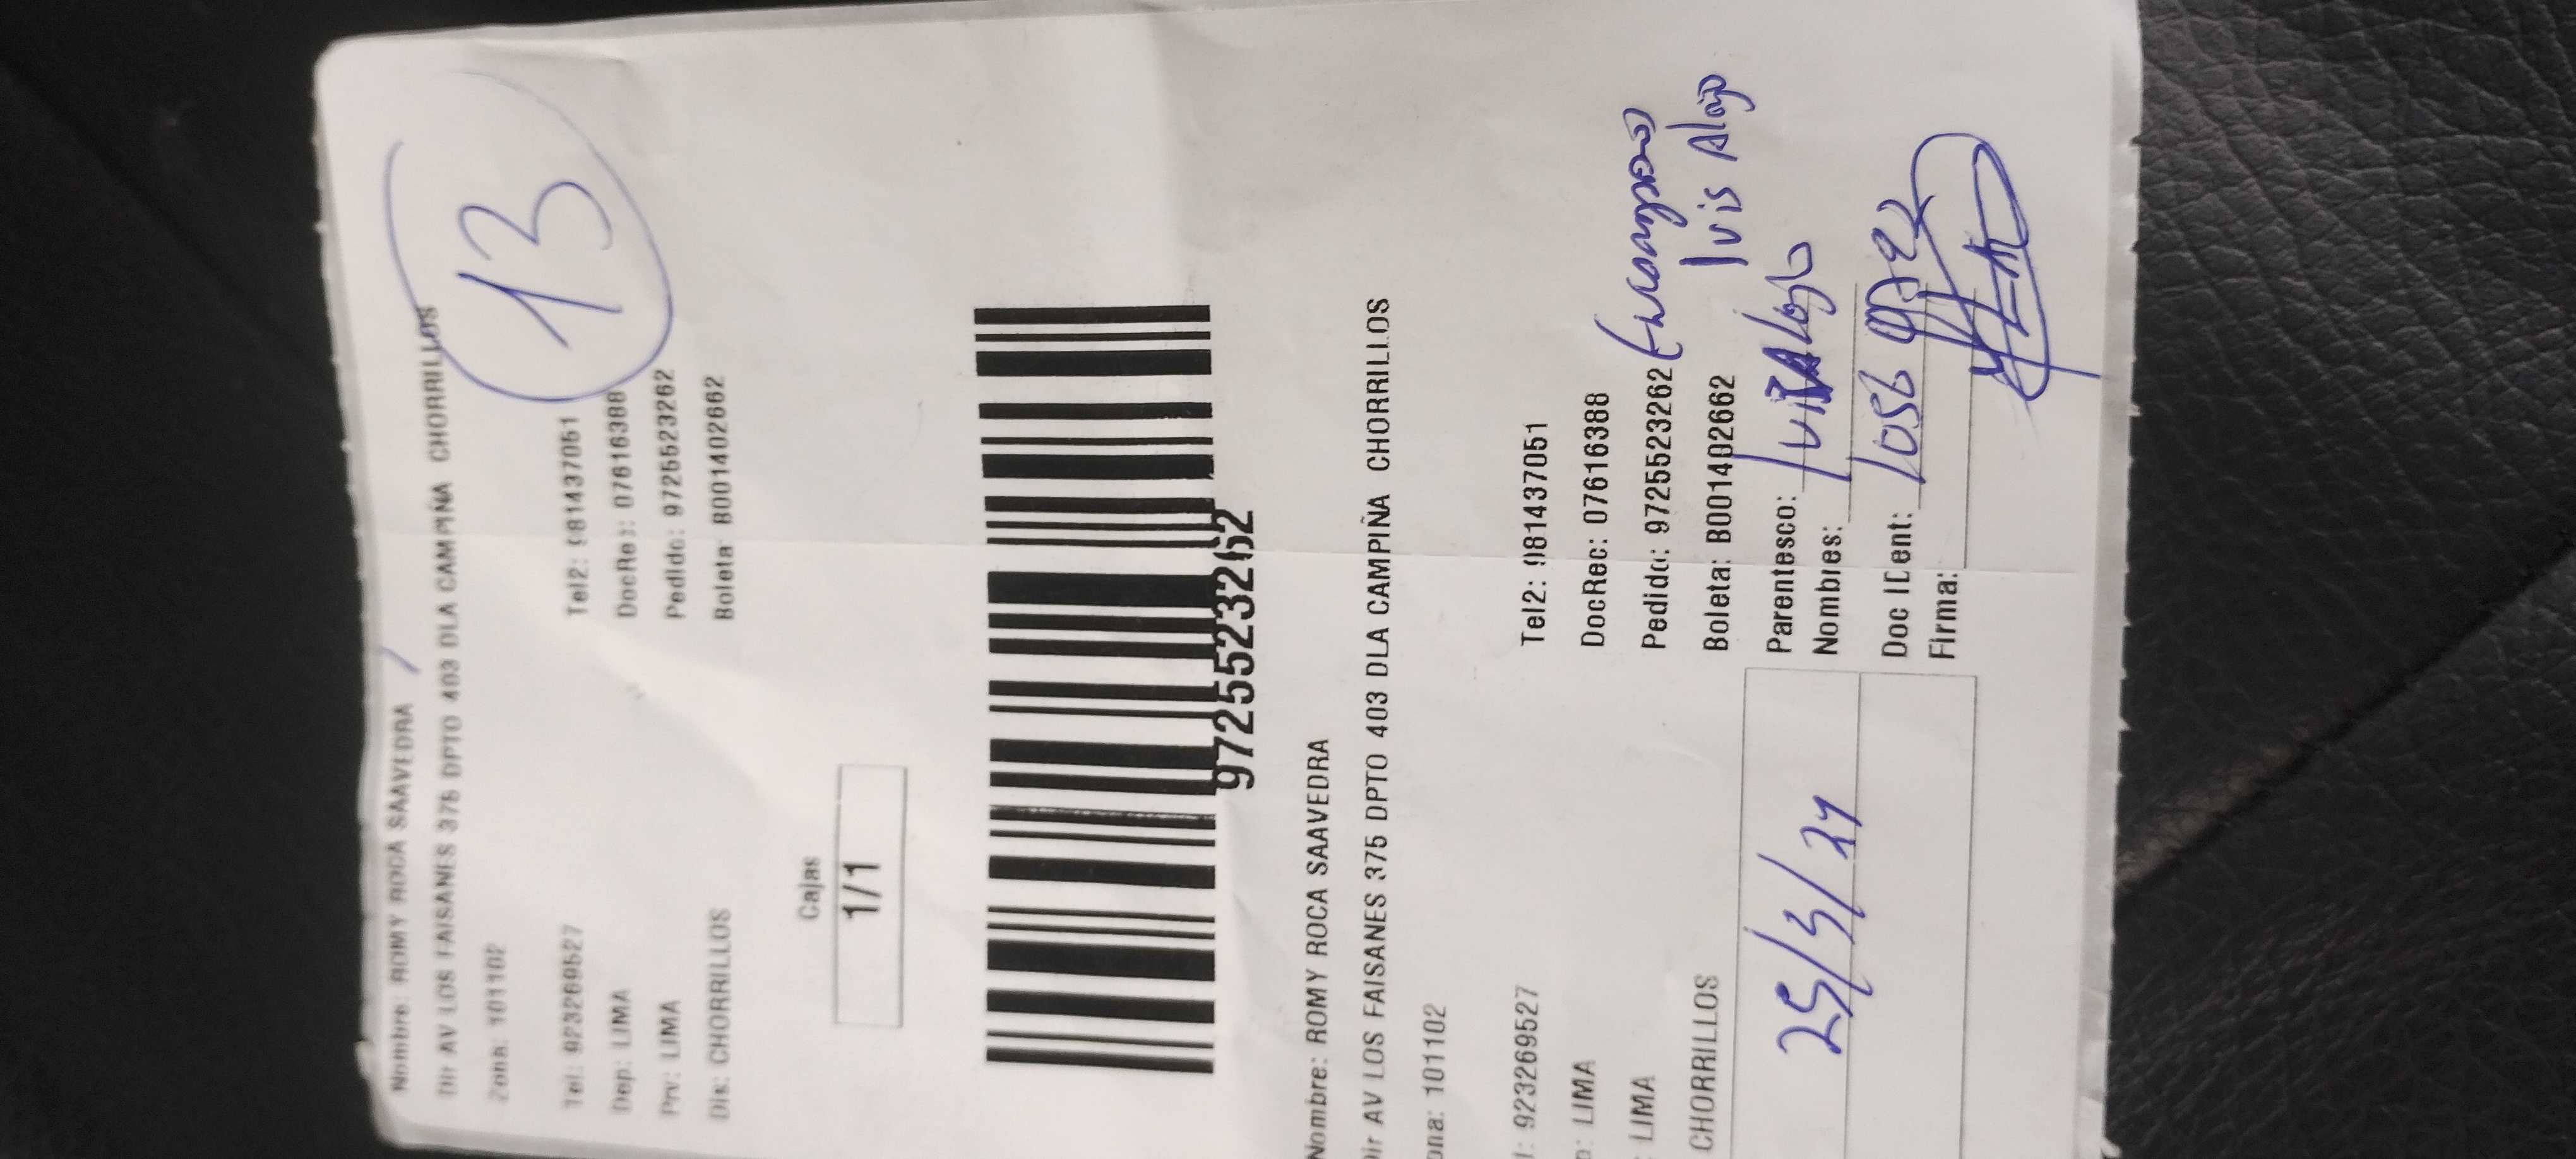 Nombre: ROMY ROCA SAAVEDRA
Dir AV LOS FAISANES 375 DPTO 403 DLA CAMPIÑA CHORRILLOS
13
Zona: 101102
Tel: 923269527 Tel2: 981437051
Dep: LIMA DocRec: 07616388
Prv: LIMA Pedido: 9725523262
Dis: CHORRILLOS Boleta: B001402662
Cajas
1/1
9725523262
Nombre: ROMY ROCA SAAVEDRA
Dir AV LOS FAISANES 375 DPTO 403 DLA CAMPIÑA CHORRILLOS
ona: 101102
l: 923269527 Tel2: 981437051
p: LIMA DocRec: 07616388
: LIMA Pedido: 9725523262
CHORRILLOS Boleta: B001402662
Luis
Parentesco:
25/3/24 Nombres:
Doc IDent:
Firma: